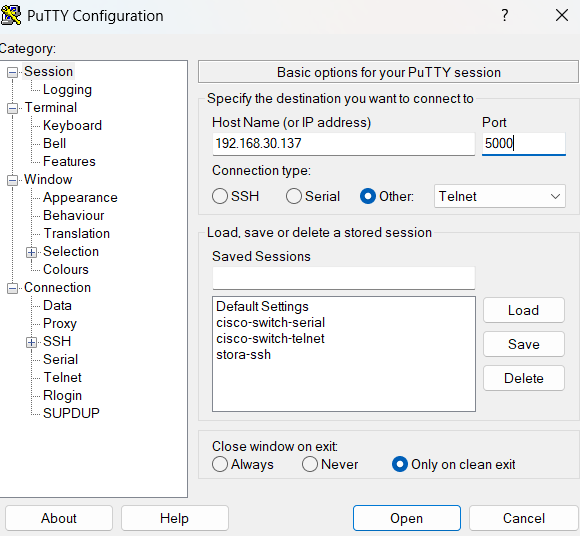 PuTTY Configuration ? ×
Category:
Session
Logging
Terminal
Keyboard
Bell
Features
Window
Appearance
Behaviour
Translation
Selection
Colours
Connection
Data
Proxy
SSH
Serial
Telnet
Rlogin
SUPDUP
Basic options for your PuTTY session
Specify the destination you want to connect to
Host Name (or IP address) Port
192.168.30.137 5000
Connection type:
SSH Serial Other: Telnet
Load, save or delete a stored session
Saved Sessions
Default Settings
cisco-switch-serial
cisco-switch-telnet
stora-ssh
Load
Save
Delete
Close window on exit:
Always Never Only on clean exit
About Help Open Cancel